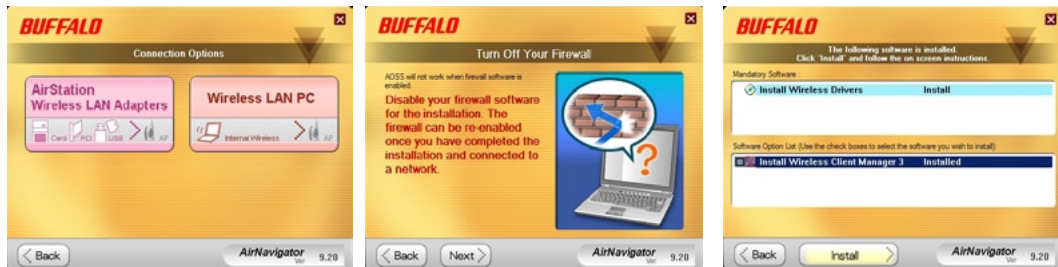 BUFFALO
Connection Options
AirStation
Wireless LAN Adapters
Card PCI USB AP
Wireless LAN PC
Internal Wireless AP
Back
AirNavigator
Ver 9.20
BUFFALO
Turn Off Your Firewall
AOSS will not work when firewall software is
enabled.
Disable your firewall software
for the installation. The
firewall can be re-enabled
once you have completed the
installation and connected to
a network.
?
Back Next
AirNavigator
Ver 9.20
BUFFALO
The following software is installed.
Click "Install" and follow the on screen instructions.
Mandatory Software :
Install Wireless Drivers Install
Software Option List (Use the check boxes to select the software you wish to install):
Install Wireless Client Manager 3 Installed
Back Install
AirNavigator
Ver 9.20